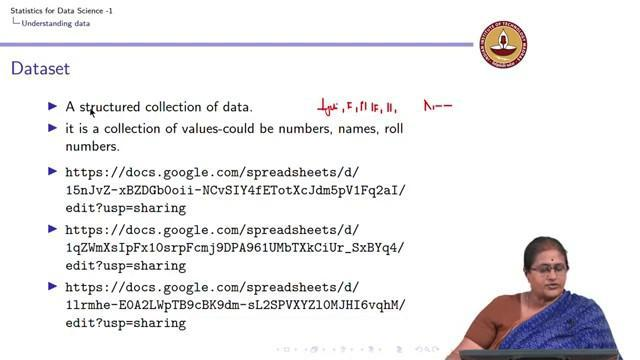 Statistics for Data Science -1
Understanding data
Dataset
A structured collection of data.
it is a collection of values-could be numbers, names, roll
numbers.
https://docs.google.com/spreadsheets/d/
15nJvZ-xBZDGb0oii-NCvSIY4fETotXcJdm5pV1Fq2aI/
edit?usp=sharing
https://docs.google.com/spreadsheets/d/
1qZWmXsIpFx10srpFcmj9DPA961UMbTXkCiUr_SxBYq4/
edit?usp=sharing
https://docs.google.com/spreadsheets/d/
1lrmhe-E0A2LWpTB9cBK9dm-sL2SPVXYZl0MJHI6vqhM/
edit?usp=sharing